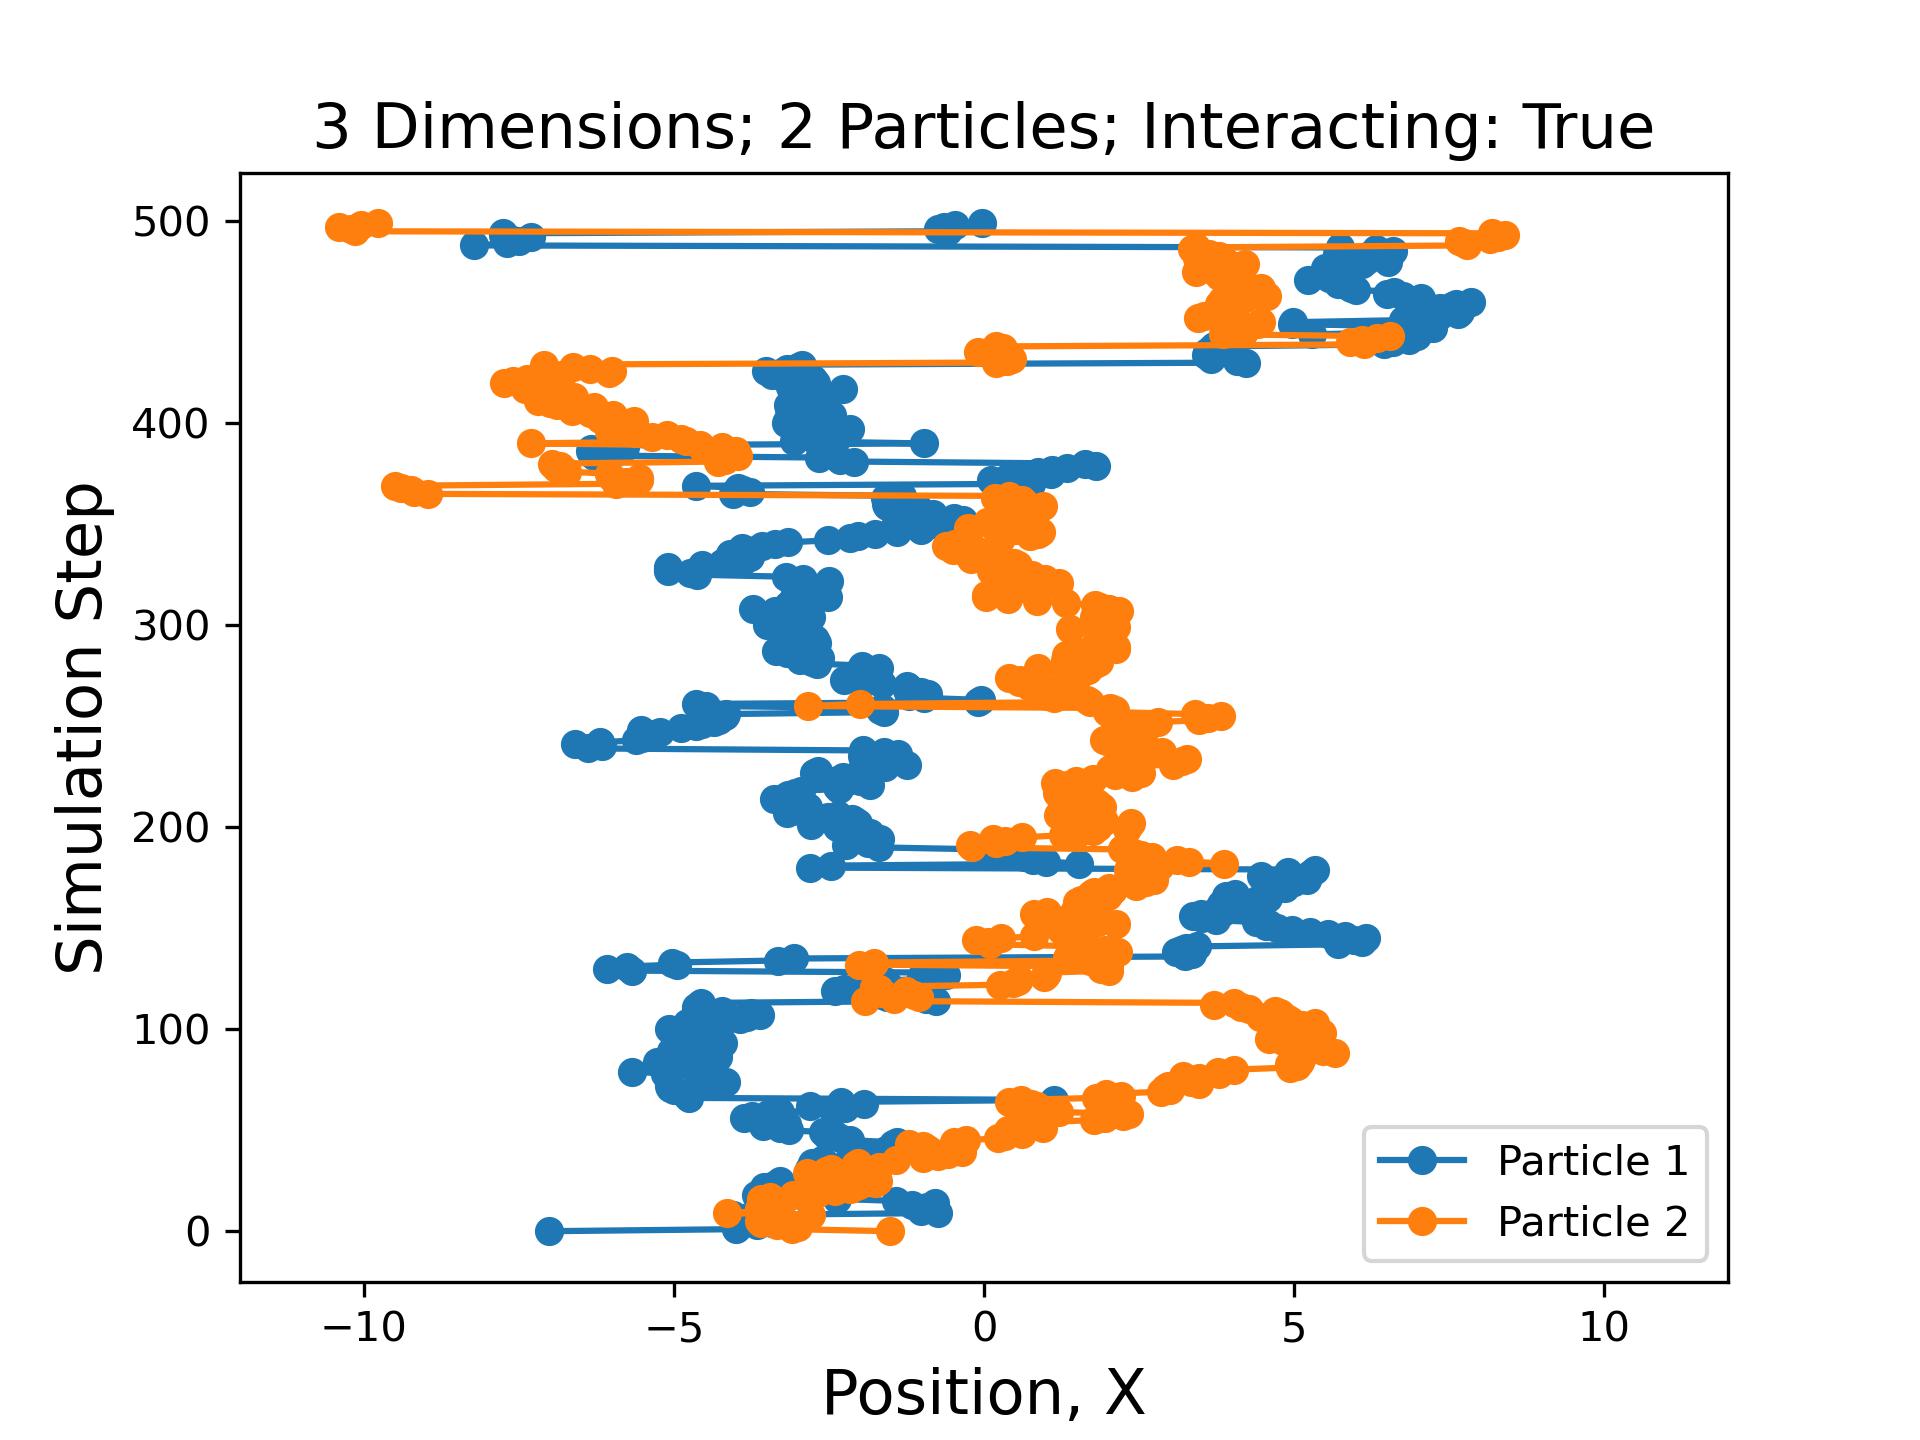 3 Dimensions; 2 Particles; Interacting: True
500
400
300
200
100
0
Simulation Step
−10
−5
0
5
10
Position, X
Particle 1
Particle 2